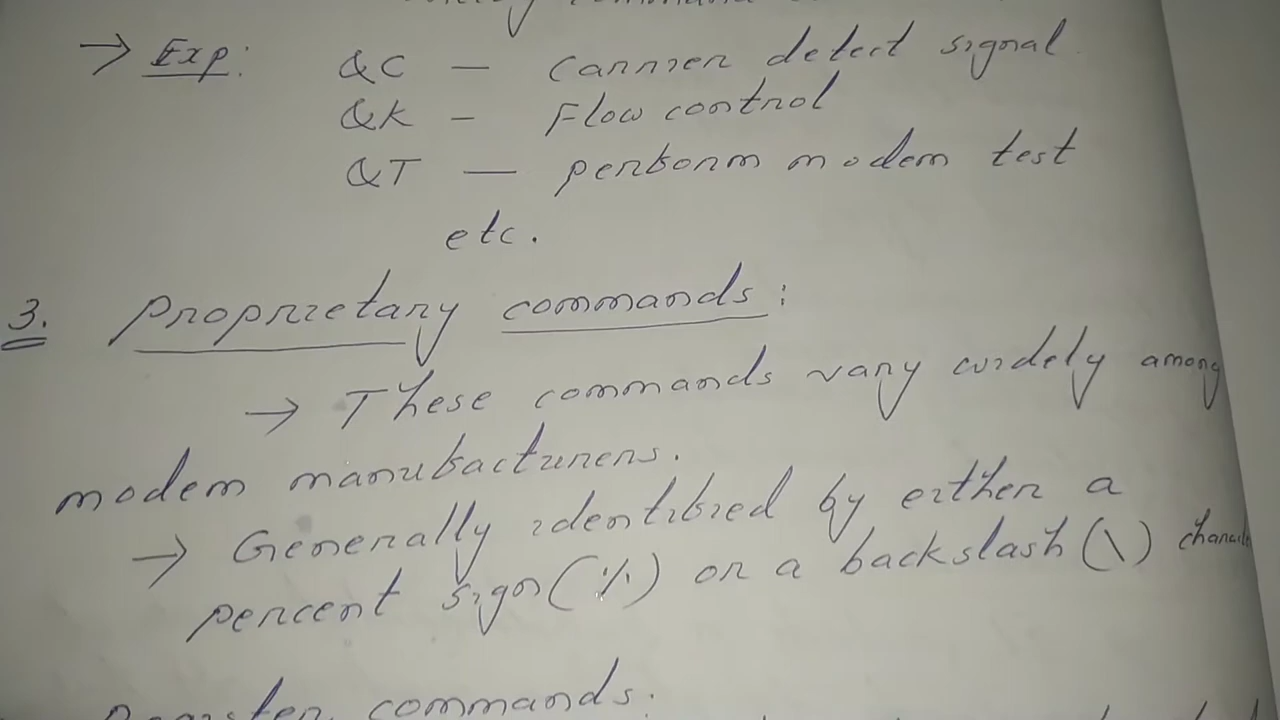 → Exp: &C — carrier detect signal
&K - Flow control
&T — perform modem test
etc.
3. Proprietary commands:
→ These commands vary widely among
modem manufacturers.
→ Generally identified by either a
percent sign (%) or a backslash (\)
commands: